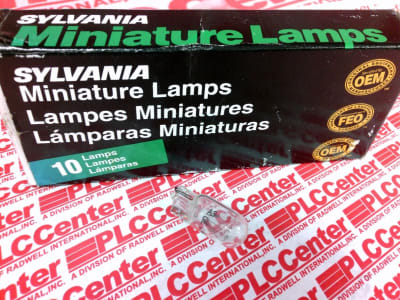 SYLVANIA
Miniature Lamps
SYLVANIA
Miniature Lamps
Lampes Miniatures
Lámparas Miniaturas
10 Lamps
Lampes
Lámparas
OEM
FEO
OEM
PLCCenter
A DIVISION OF RADWELL INTERNATIONAL, INC.